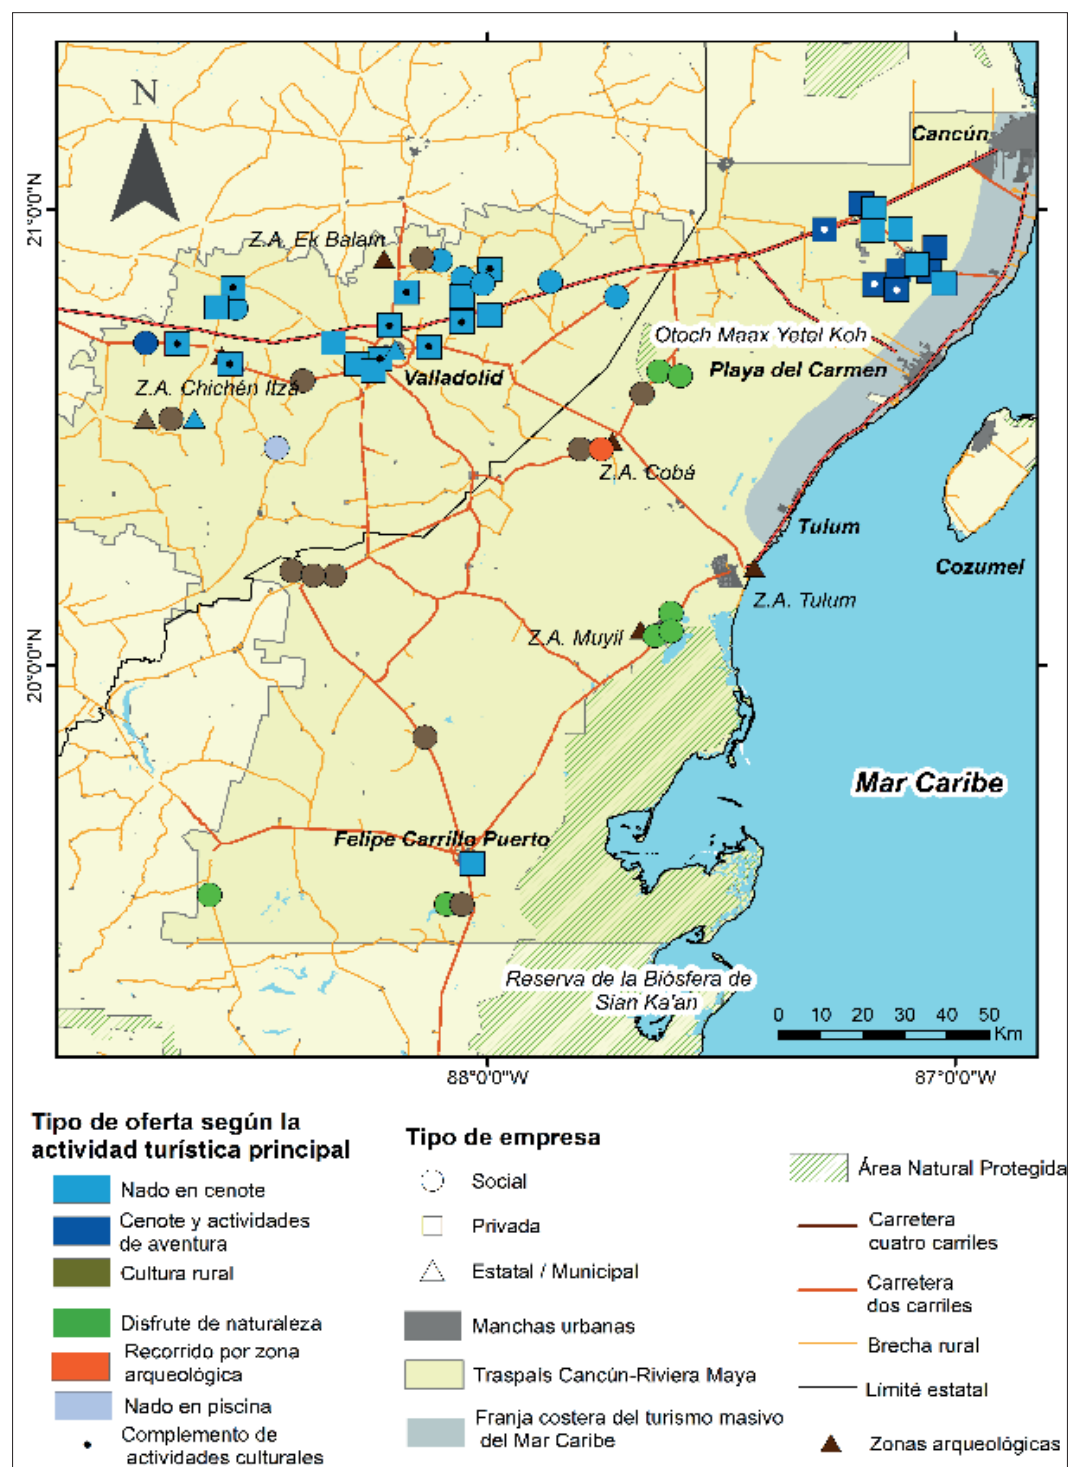 N
Cancún
21°0'0"N
Z.A. Ek Balam
Otoch Maax Yetel Koh
Playa del Carmen
Valladolid
Z.A. Chichén Itzá
Z.A. Cobá
Tulum
Cozumel
Z.A. Tulum
Z.A. Muyil
20°0'0"N
Mar Caribe
Felipe Carrillo Puerto
Reserva de la Biósfera de
Sian Ka'an
0 10 20 30 40 50
Km
88°0'0"W
87°0'0"W
Tipo de oferta según la
actividad turística principal
Nado en cenote
Cenote y actividades
de aventura
Cultura rural
Disfrute de naturaleza
Recorrido por zona
arqueológica
Nado en piscina
Complemento de
actividades culturales
Tipo de empresa
Social
Privada
Estatal / Municipal
Manchas urbanas
Traspaís Cancún-Riviera Maya
Franja costera del turismo masivo
del Mar Caribe
Área Natural Protegida
Carretera
cuatro carriles
Carretera
dos carriles
Brecha rural
Límité estatal
Zonas arqueológicas